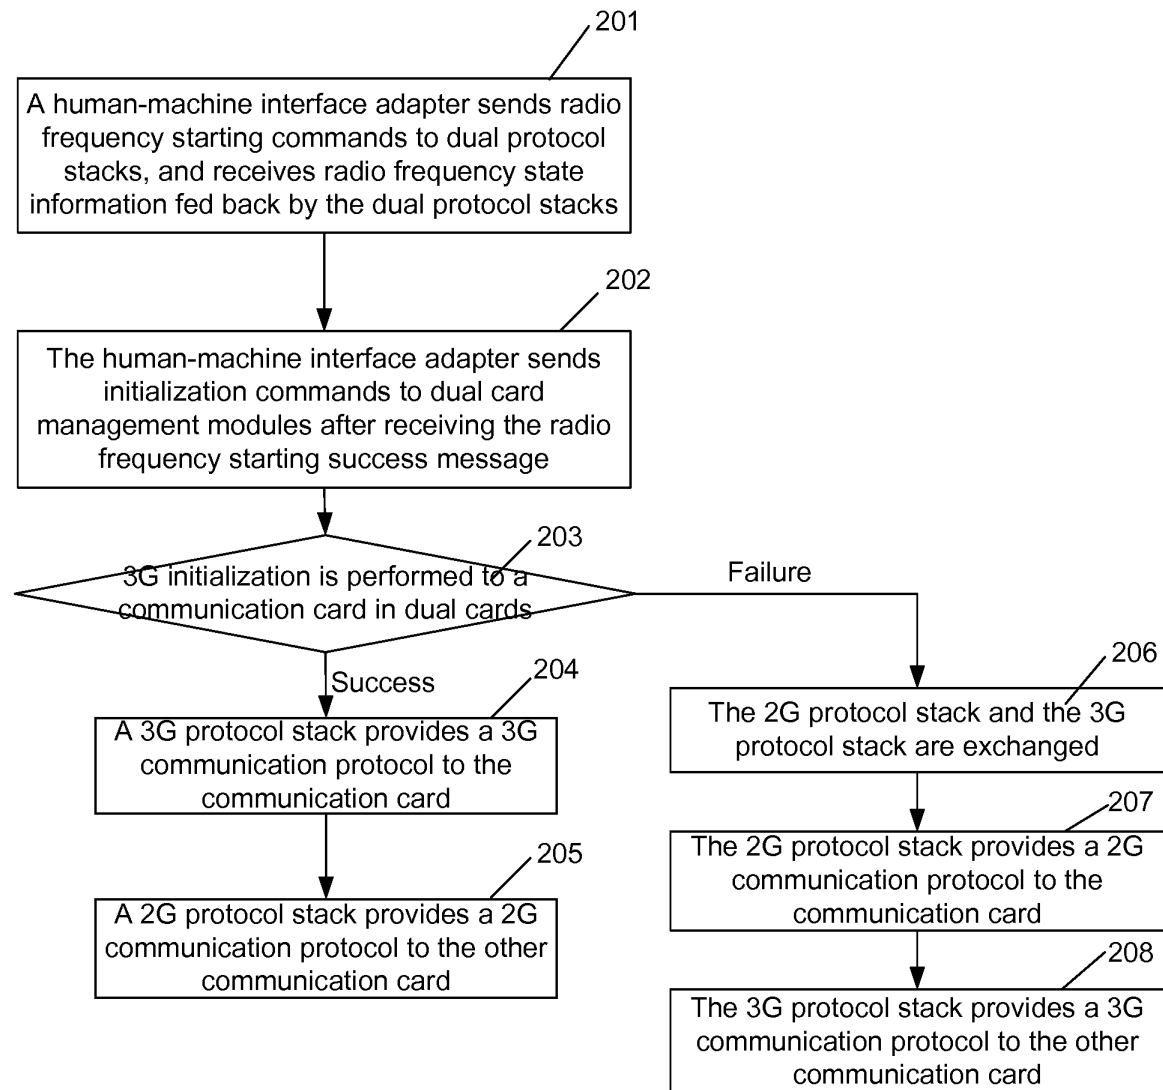 201
A human-machine interface adapter sends radio
frequency starting commands to dual protocol
stacks, and receives radio frequency state
information fed back by the dual protocol stacks
202
The human-machine interface adapter sends
initialization commands to dual card
management modules after receiving the radio
frequency starting success message
203
3G initialization is performed to a
communication card in dual cards
Failure
Success
204
A 3G protocol stack provides a 3G
communication protocol to the
communication card
205
A 2G protocol stack provides a 2G
communication protocol to the other
communication card
206
The 2G protocol stack and the 3G
protocol stack are exchanged
207
The 2G protocol stack provides a 2G
communication protocol to the
communication card
208
The 3G protocol stack provides a 3G
communication protocol to the other
communication card